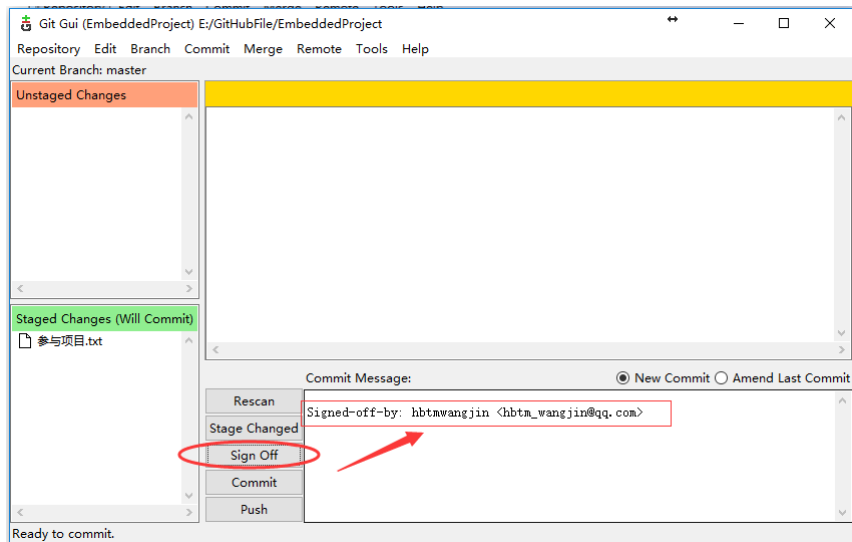 Git Gui (EmbeddedProject) E:/GitHubFile/EmbeddedProject
Repository Edit Branch Commit Merge Remote Tools Help
Current Branch: master
Unstaged Changes
Staged Changes (Will Commit)
参与项目.txt
Commit Message:
New Commit
Amend Last Commit
Rescan
Stage Changed
Sign Off
Commit
Push
Signed-off-by: hbtmwangjin <hbtm_wangjin@qq.com>
Ready to commit.